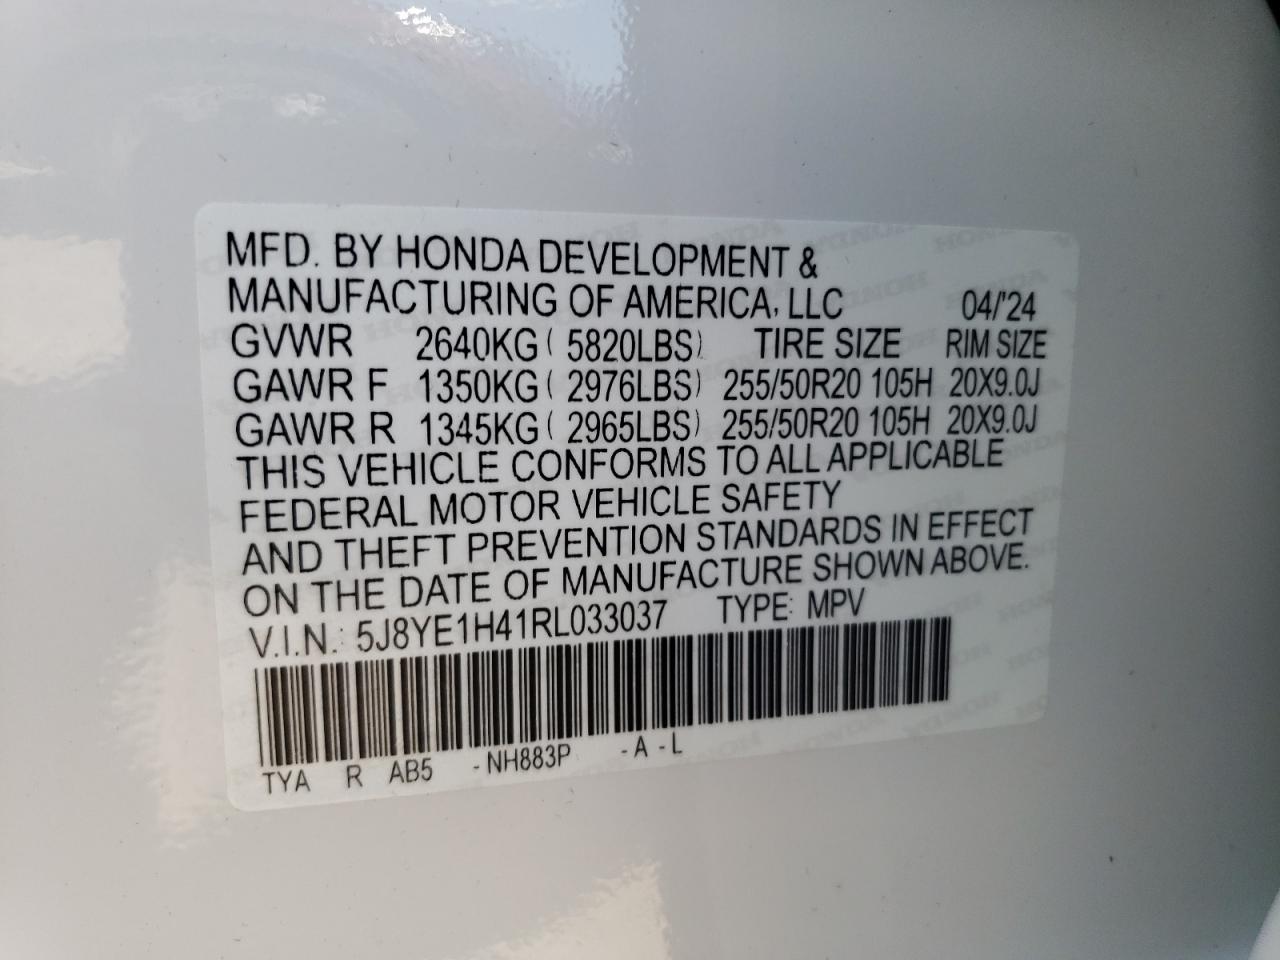 MFD. BY HONDA DEVELOPMENT &
MANUFACTURING OF AMERICA, LLC 04/'24
GVWR 2640KG ( 5820LBS) TIRE SIZE RIM SIZE
GAWR F 1350KG ( 2976LBS) 255/50R20 105H 20X9.0J
GAWR R 1345KG ( 2965LBS) 255/50R20 105H 20X9.0J
THIS VEHICLE CONFORMS TO ALL APPLICABLE
FEDERAL MOTOR VEHICLE SAFETY
AND THEFT PREVENTION STANDARDS IN EFFECT
ON THE DATE OF MANUFACTURE SHOWN ABOVE.
V.I.N.: 5J8YE1H41RL033037 TYPE: MPV
TYA R AB5 -NH883P -A -L